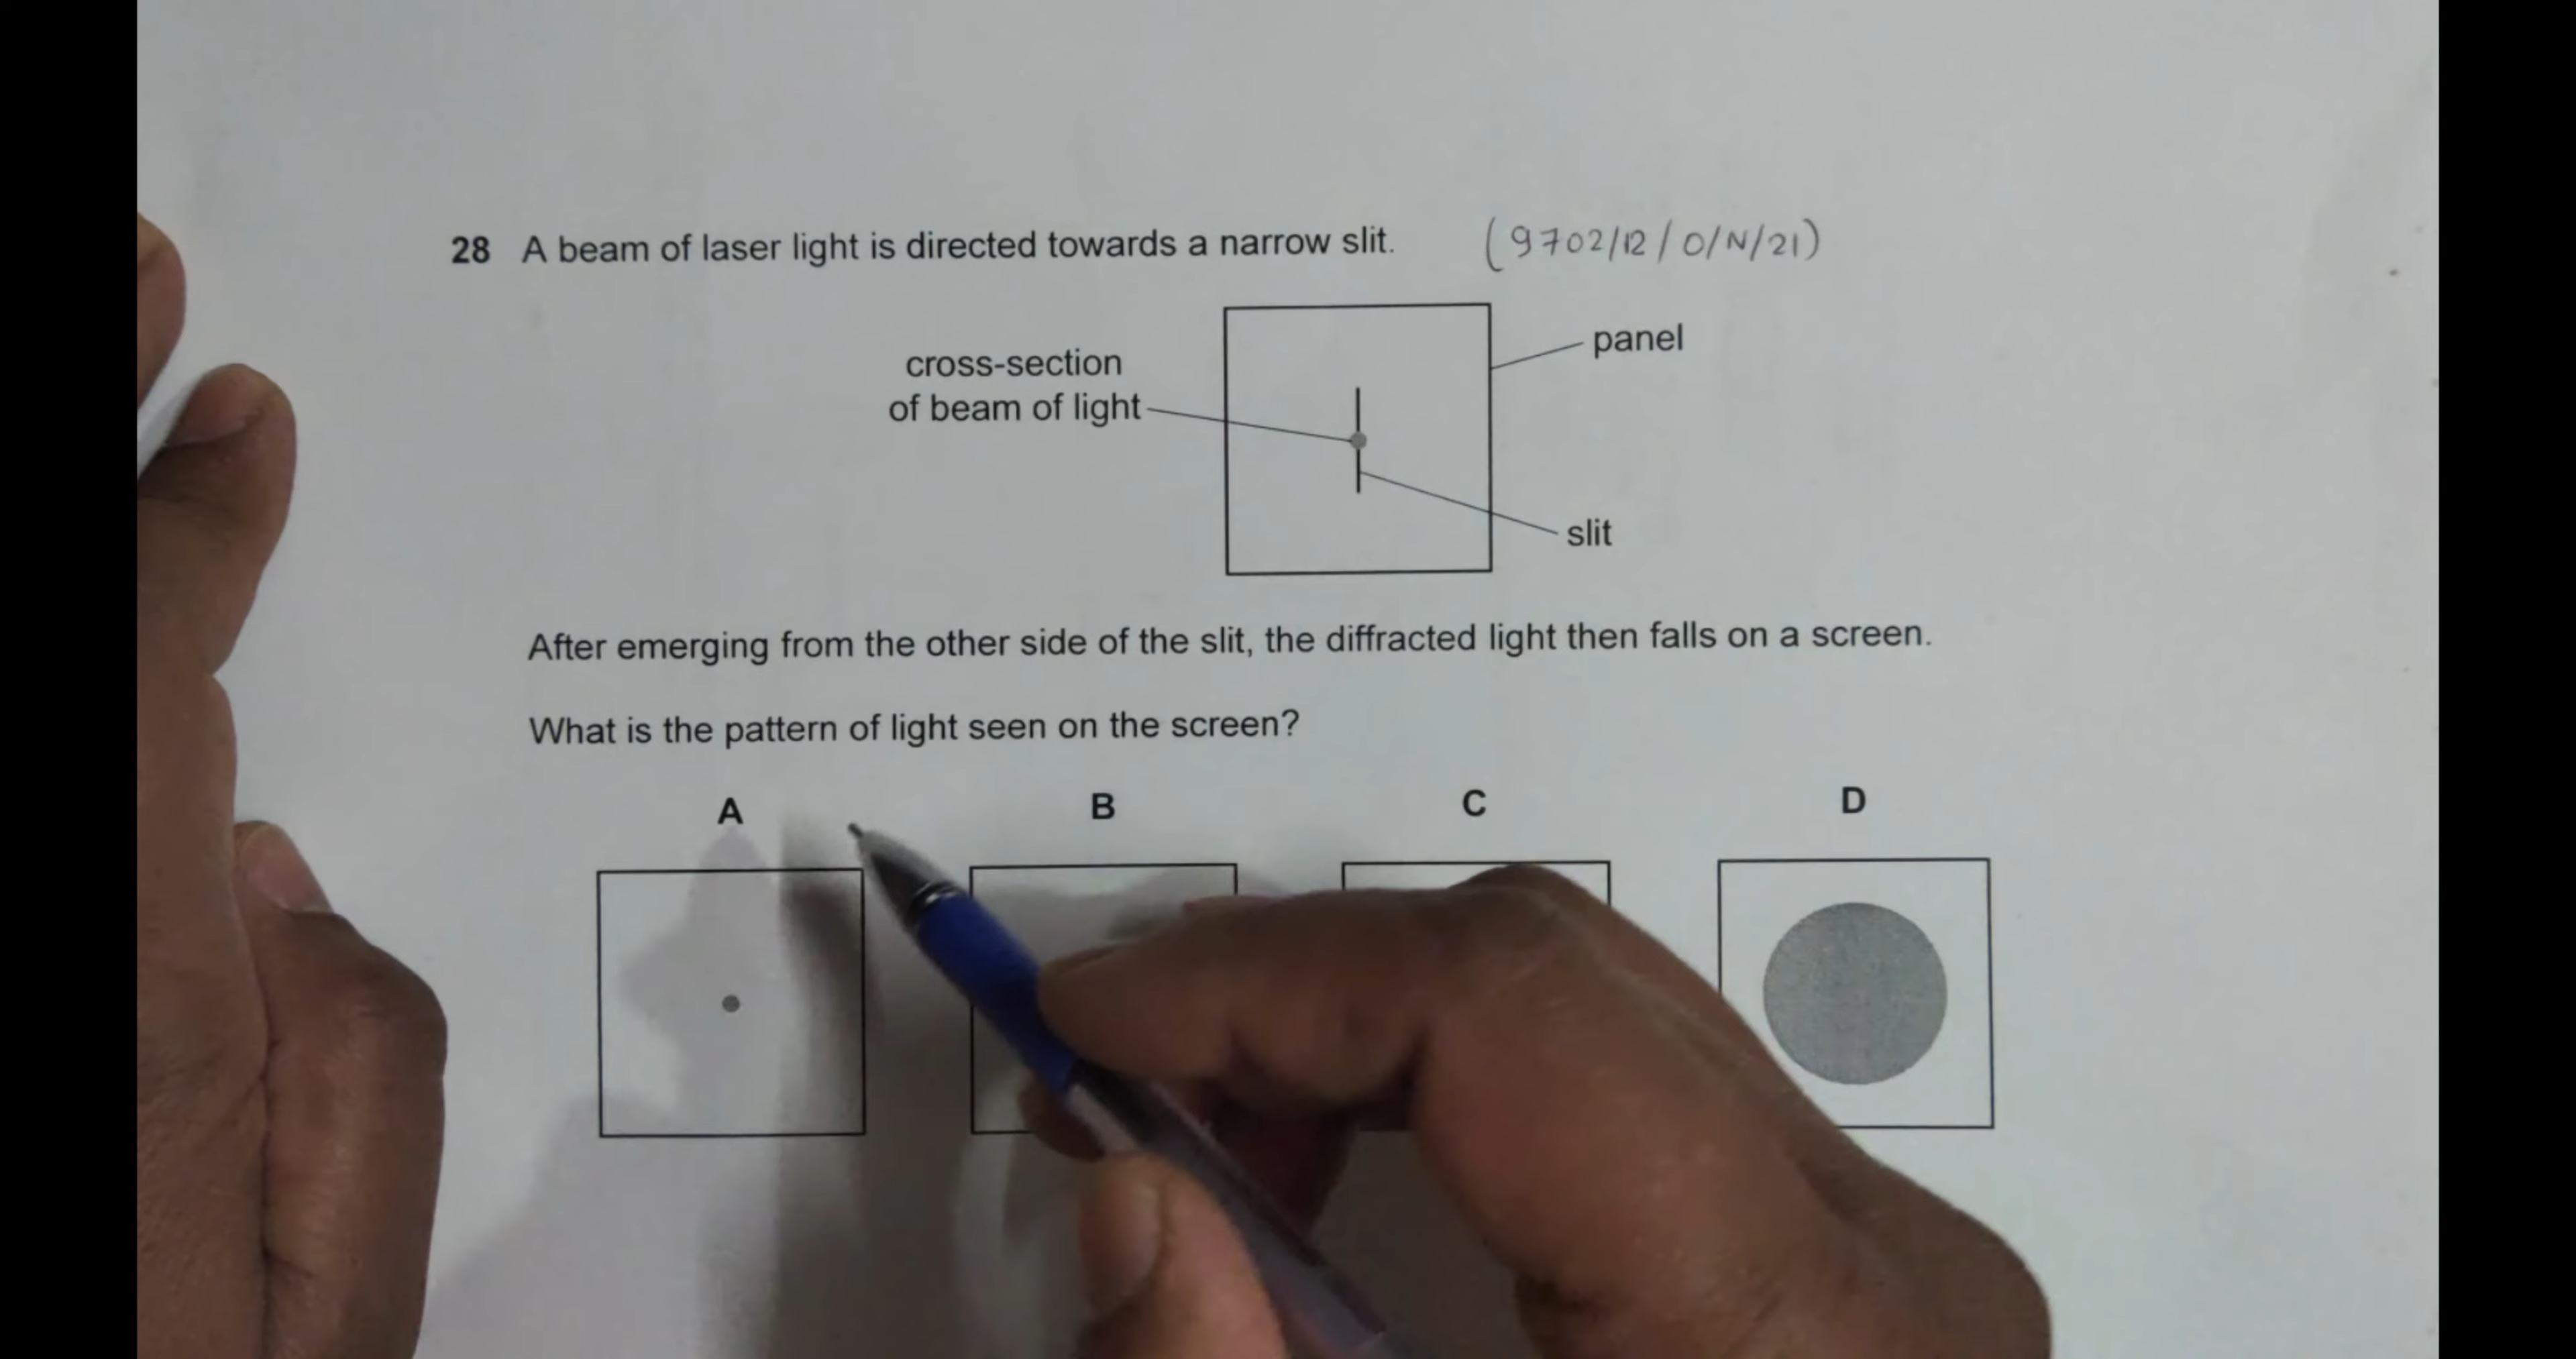 28 A beam of laser light is directed towards a narrow slit. (9702/12/O/N/21)
cross-section
of beam of light
panel
slit
After emerging from the other side of the slit, the diffracted light then falls on a screen.
What is the pattern of light seen on the screen?
A B C D